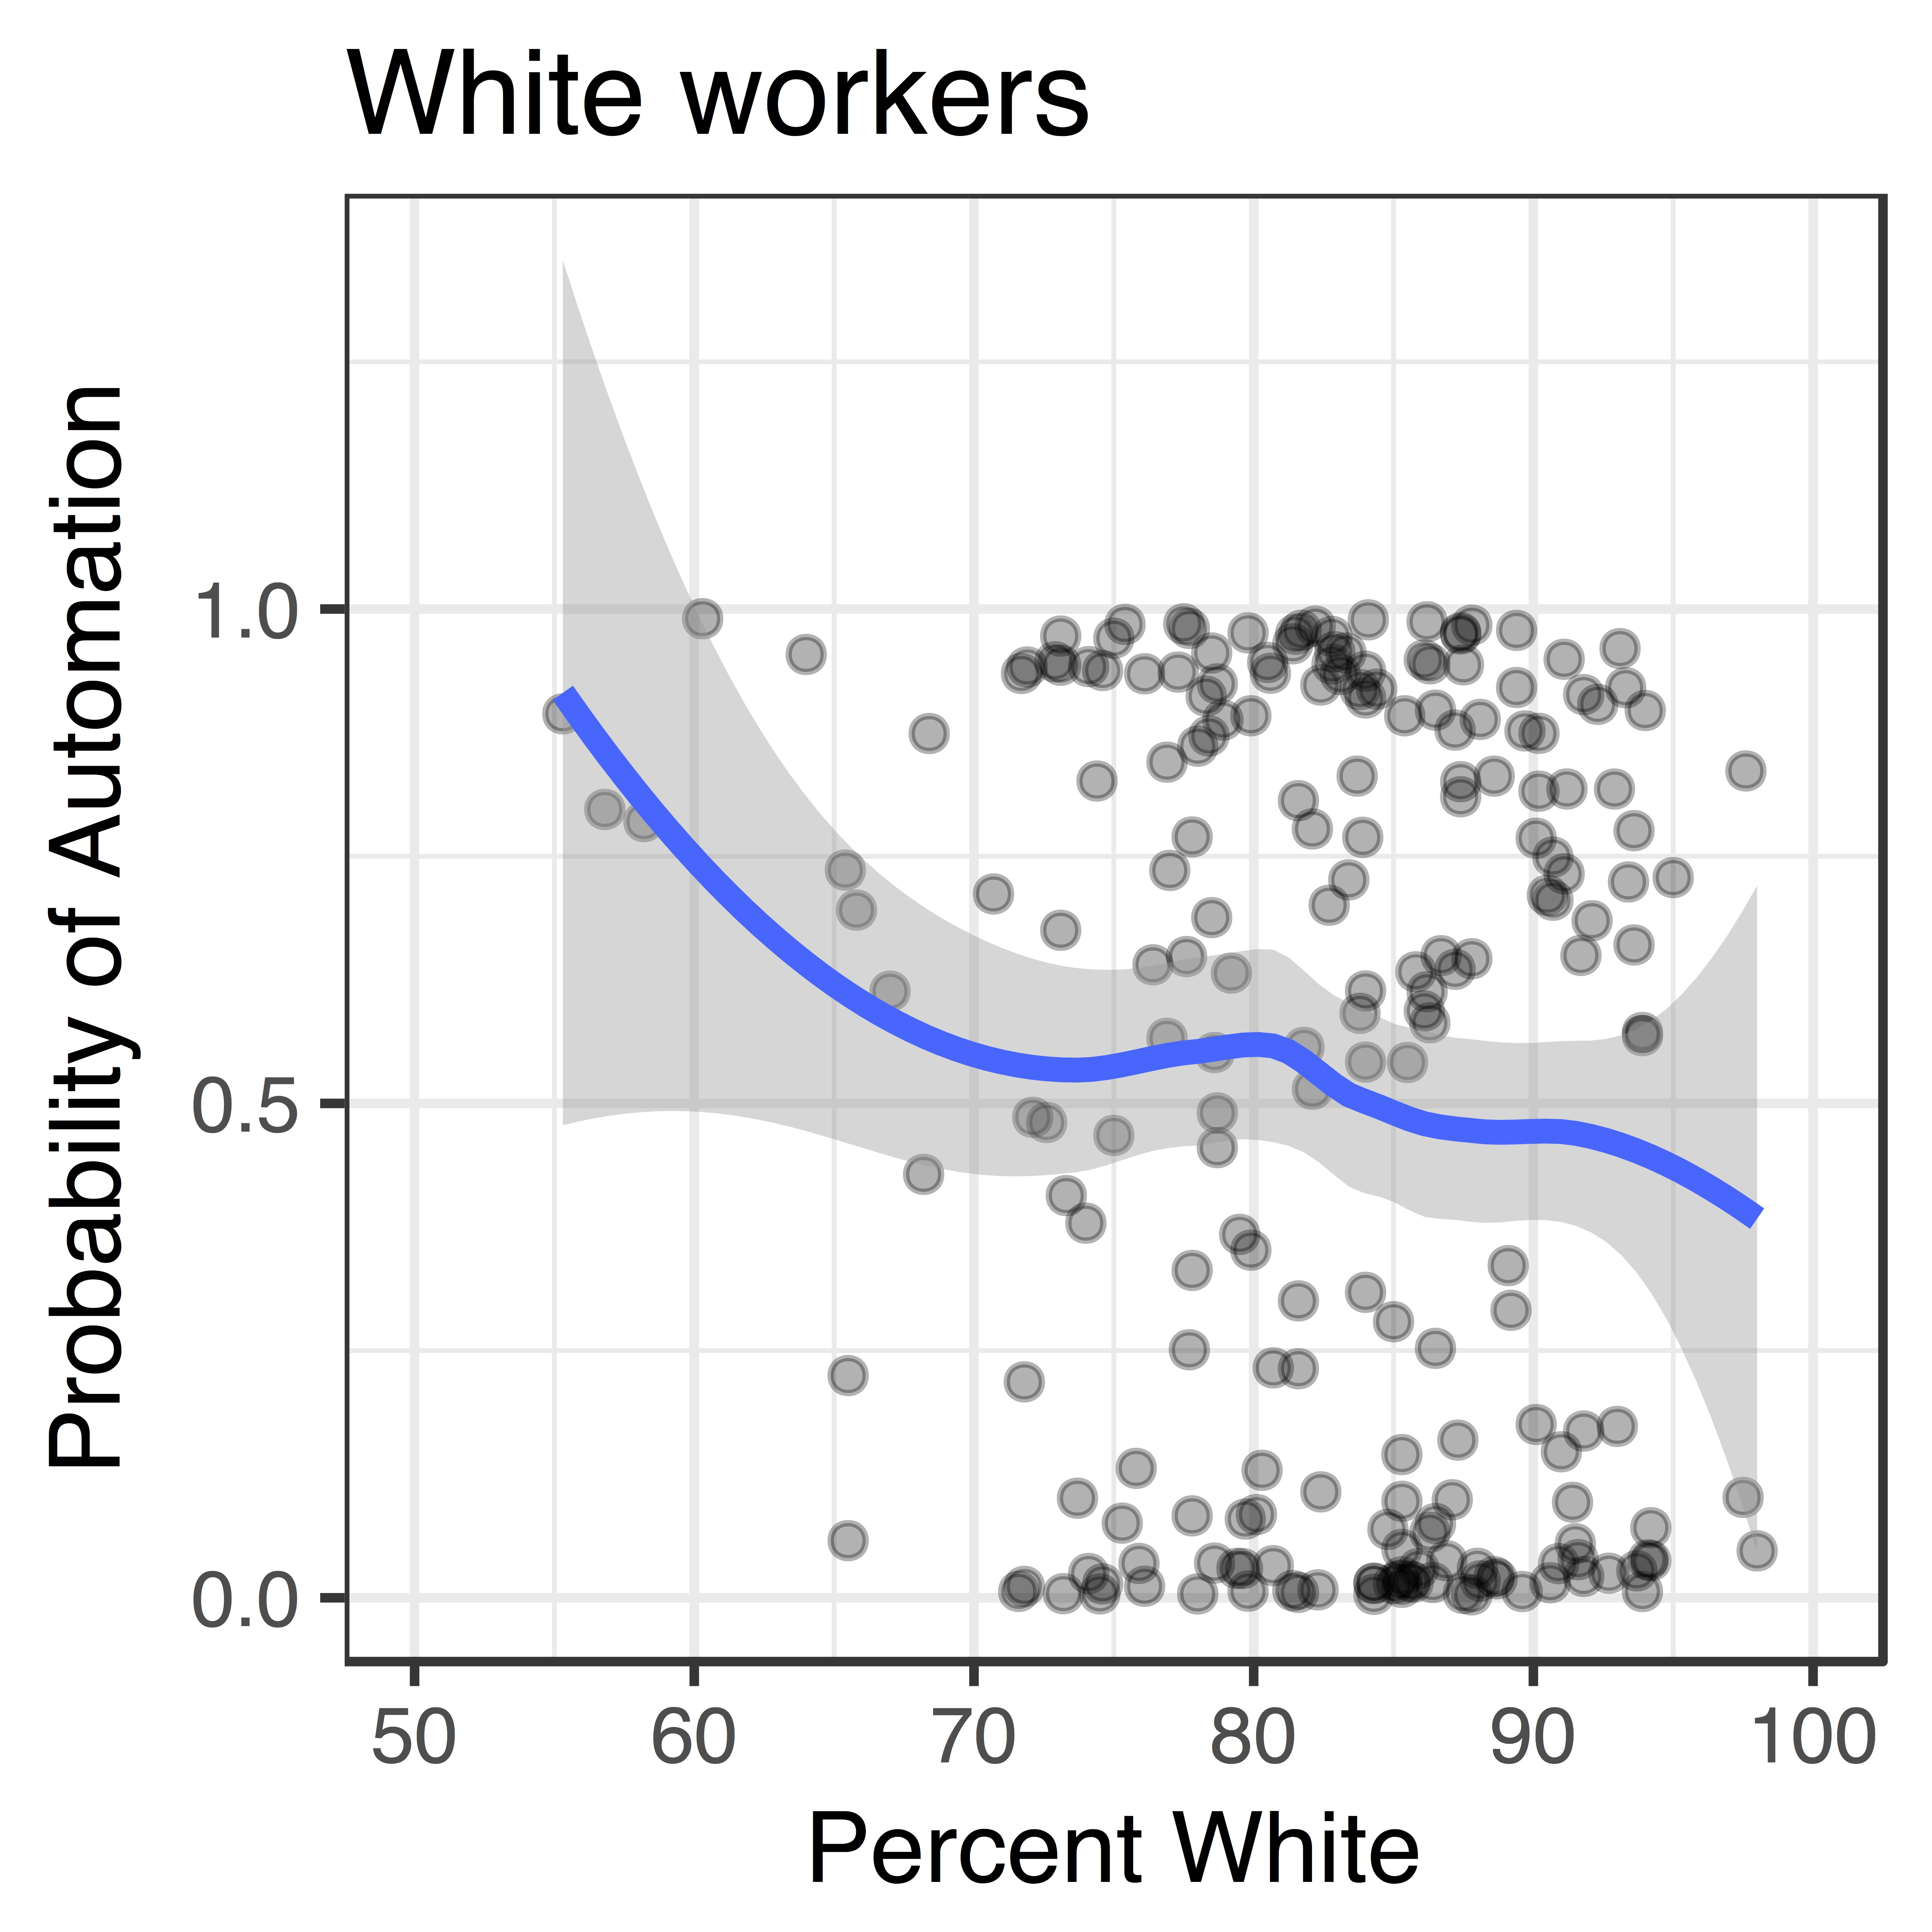 White workers
Probability of Automation
1.0
0.5
0.0
50 60 70 80 90 100
Percent White